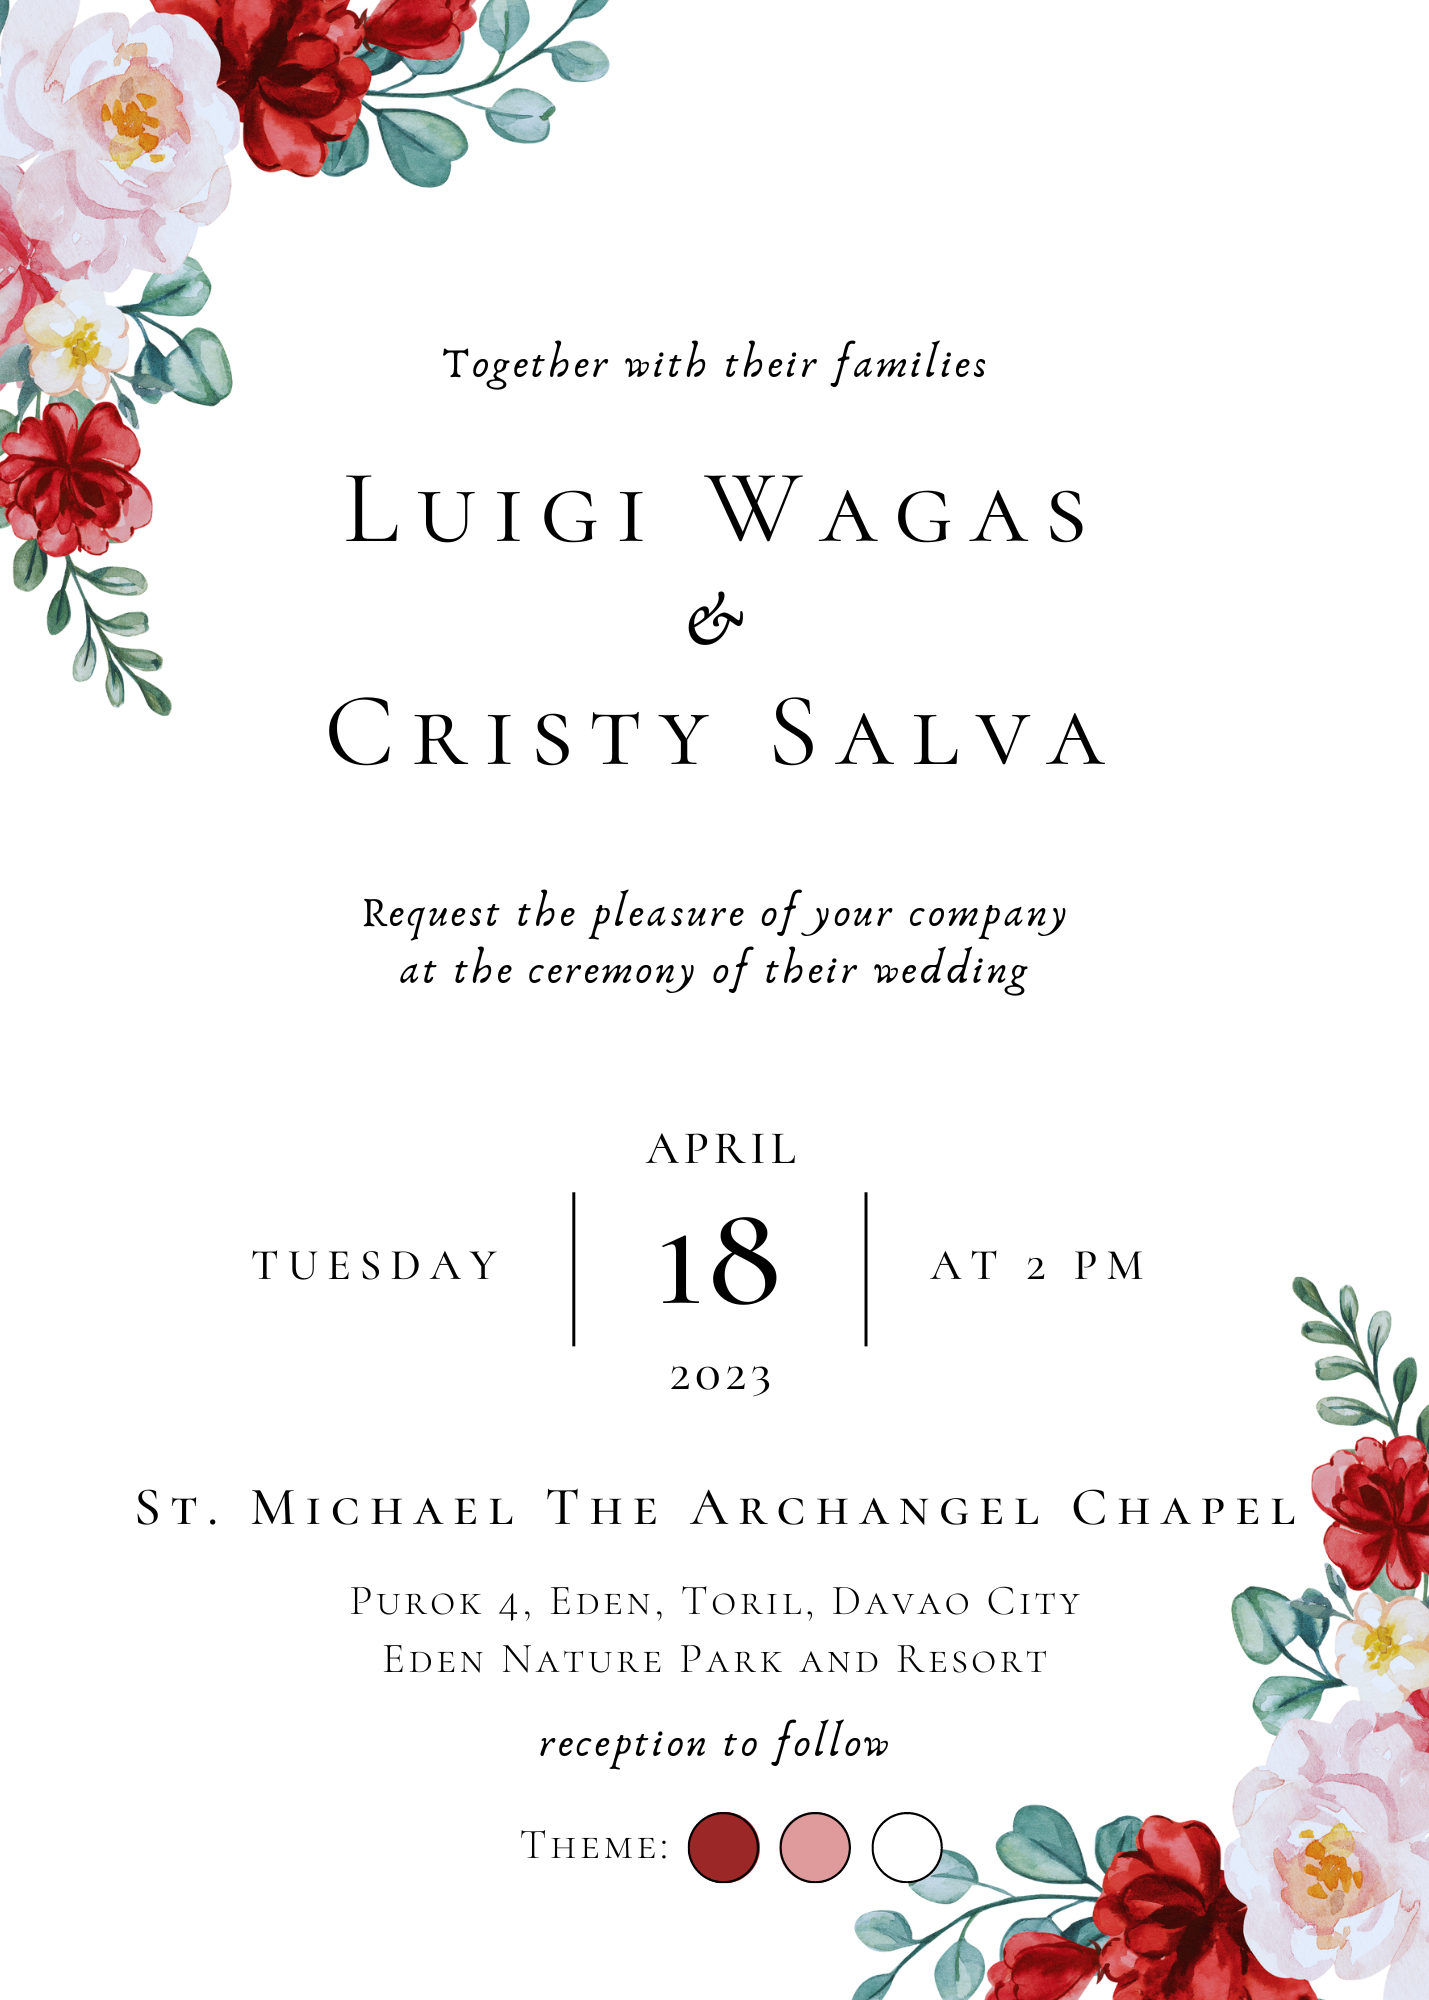 Together with their families
Luigi Wagas
&
Cristy Salva
Request the pleasure of your company
at the ceremony of their wedding
APRIL
TUESDAY 18 AT 2 PM
2023
St. Michael The Archangel Chapel
Purok 4, Eden, Toril, Davao City
Eden Nature Park and Resort
reception to follow
Theme: